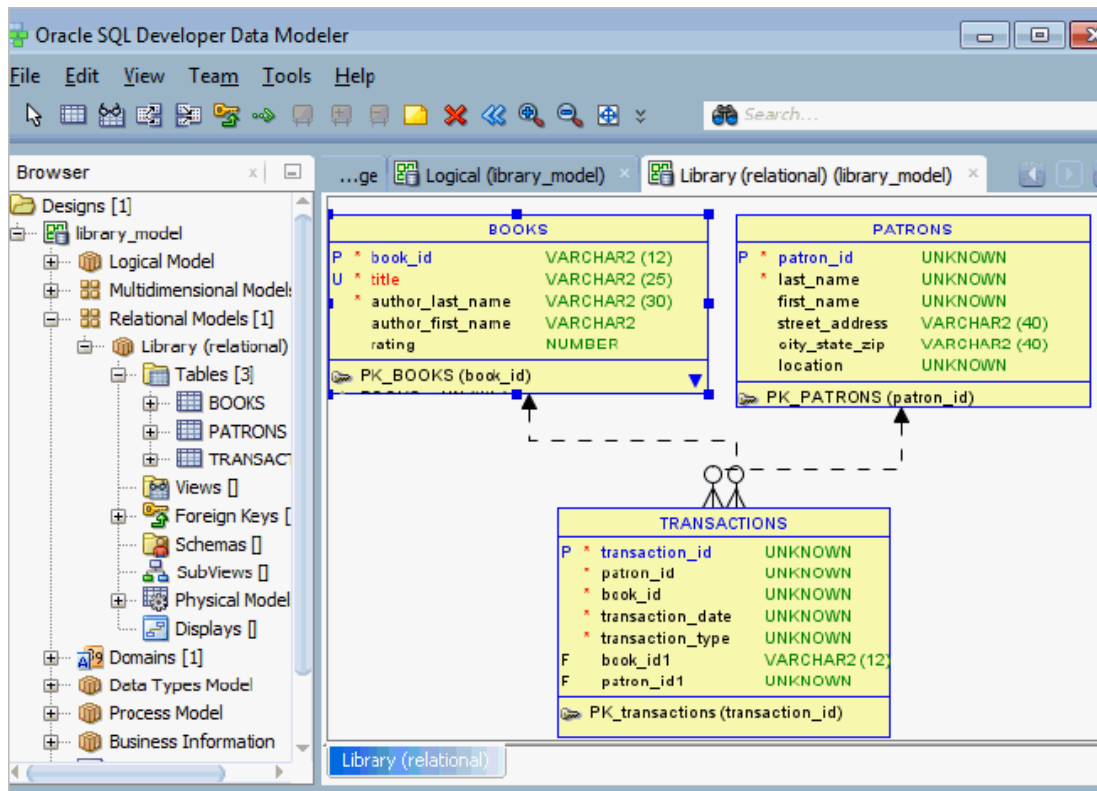 Oracle SQL Developer Data Modeler
File Edit View Team Tools Help
Search...
Browser
...ge
Logical (library_model)
Library (relational) (library_model)
Designs [1]
library_model
Logical Model
Multidimensional Models
Relational Models [1]
Library (relational)
Tables [3]
BOOKS
PATRONS
TRANSACT
Views []
Foreign Keys [
Schemas []
SubViews []
Physical Model
Displays []
Domains [1]
Data Types Model
Process Model
Business Information
BOOKS
P * book_id VARCHAR2 (12)
U * title VARCHAR2 (25)
* author_last_name VARCHAR2 (30)
author_first_name VARCHAR2
rating NUMBER
PK_BOOKS (book_id)
PATRONS
P * patron_id UNKNOWN
* last_name UNKNOWN
first_name UNKNOWN
street_address VARCHAR2 (40)
city_state_zip VARCHAR2 (40)
location UNKNOWN
PK_PATRONS (patron_id)
TRANSACTIONS
P * transaction_id UNKNOWN
* patron_id UNKNOWN
* book_id UNKNOWN
* transaction_date UNKNOWN
* transaction_type UNKNOWN
F book_id1 VARCHAR2 (12)
F patron_id1 UNKNOWN
PK_transactions (transaction_id)
Library (relational)